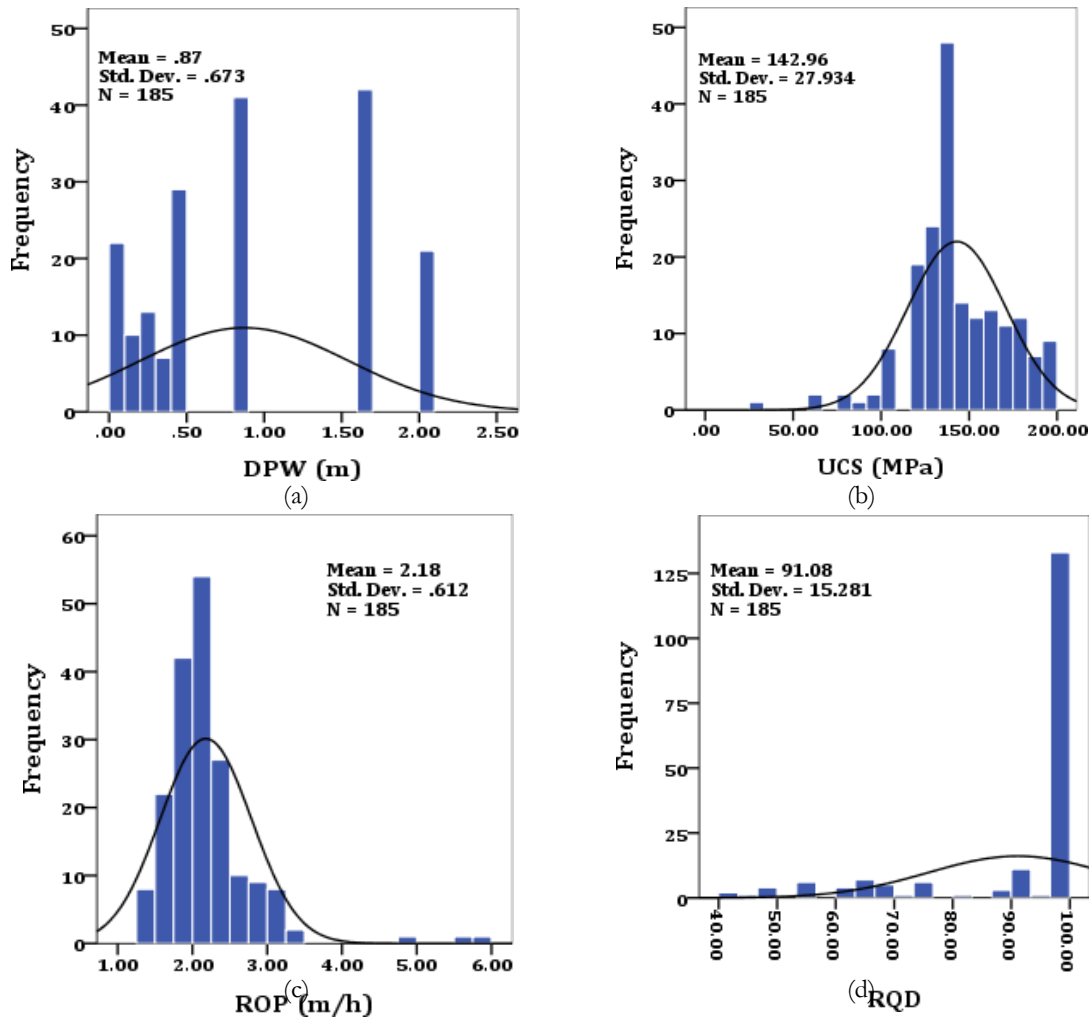 50
40
30
20
10
0
Frequency
Mean = .87
Std. Dev. = .673
N = 185
.00 .50 1.00 1.50 2.00 2.50
DPW (m)
(a)
50
40
30
20
10
0
Frequency
Mean = 142.96
Std. Dev. = 27.934
N = 185
.00 50.00 100.00 150.00 200.00
UCS (MPa)
(b)
60
50
40
30
20
10
0
Frequency
Mean = 2.18
Std. Dev. = .612
N = 185
1.00 2.00 3.00 4.00 5.00 6.00
ROP (m/h)
(c)
125
100
75
50
25
0
Frequency
Mean = 91.08
Std. Dev. = 15.281
N = 185
40.00 50.00 60.00 70.00 80.00 90.00 100.00
(d)
RQD